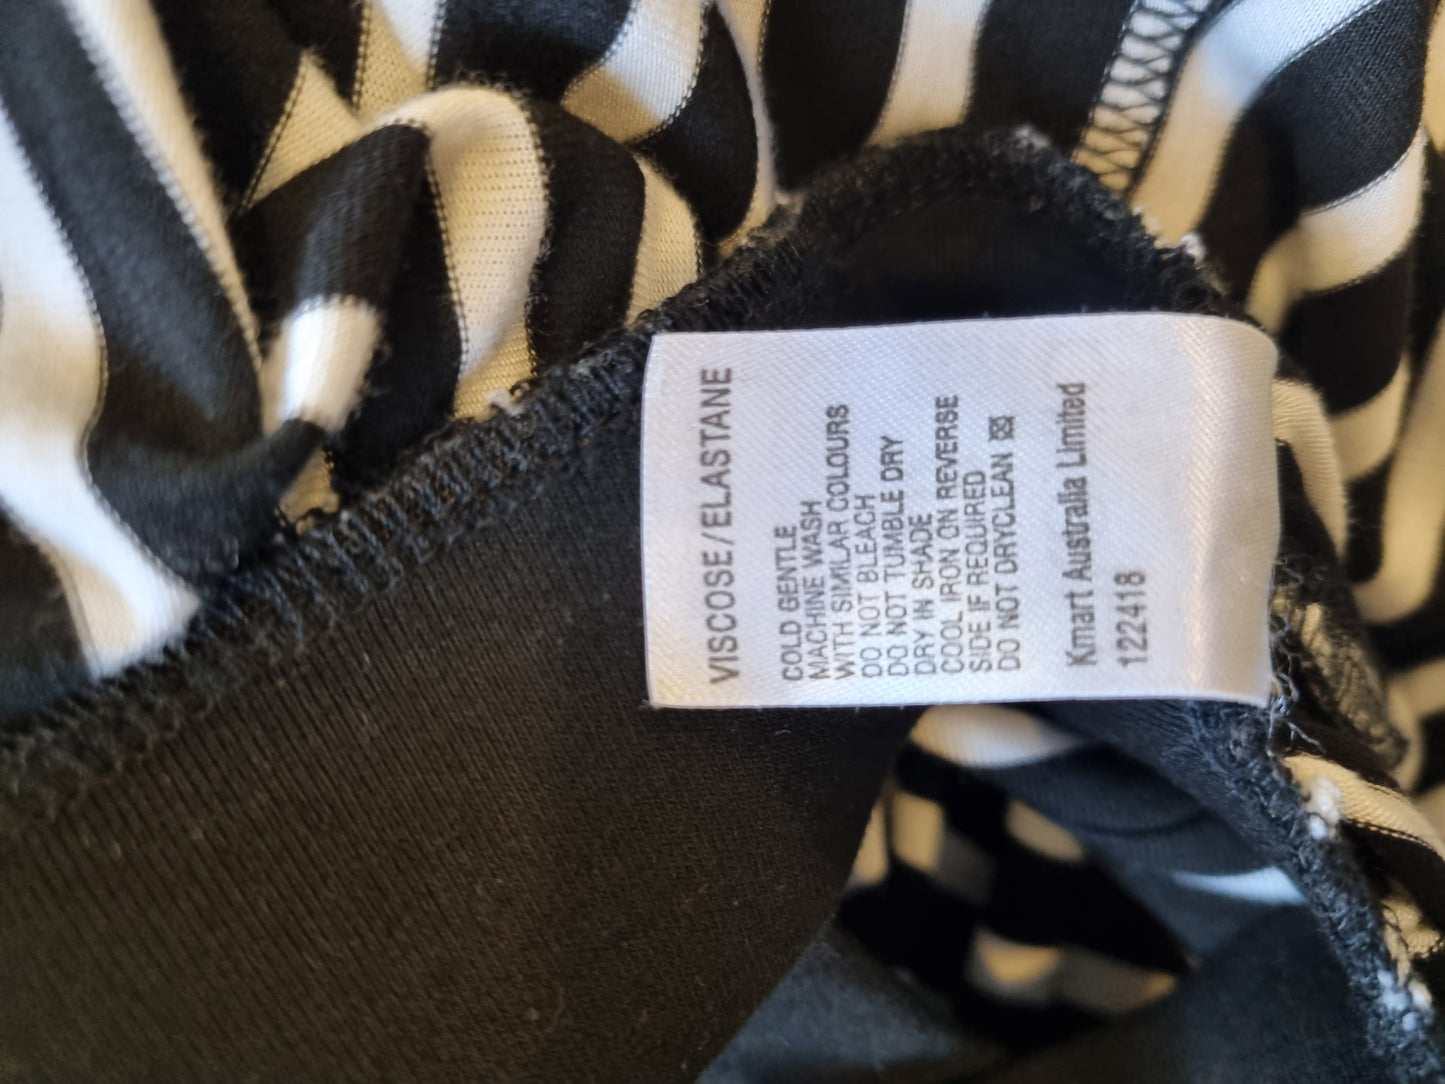 VISCOSE/ELASTANE
COLD GENTLE
MACHINE WASH
WITH SIMILAR COLOURS
DO NOT BLEACH
DO NOT TUMBLE DRY
DRY IN SHADE
COOL IRON ON REVERSE
SIDE IF REQUIRED
DO NOT DRYCLEAN
Kmart Australia Limited
122418